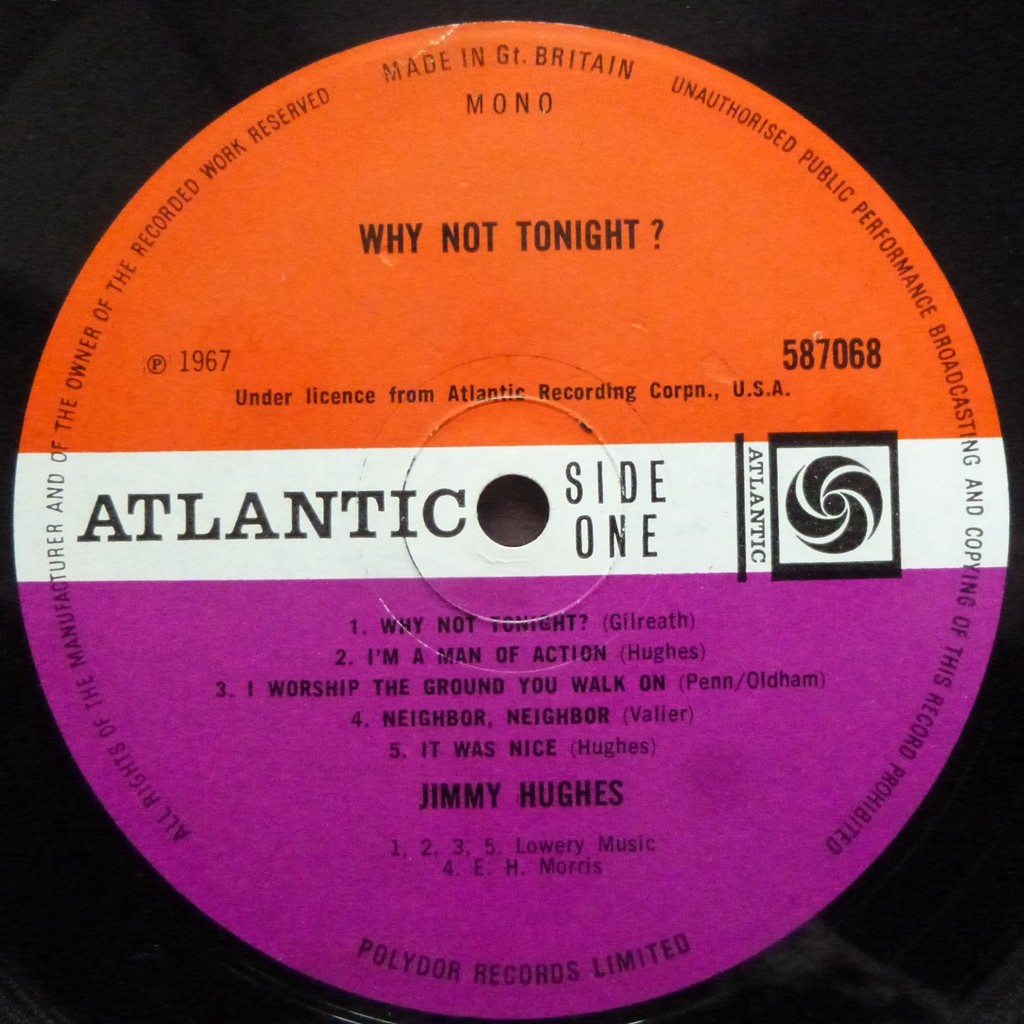 MADE IN Gt. BRITAIN
MONO
ALL RIGHTS OF THE MANUFACTURER AND OF THE OWNER OF THE RECORDED WORK RESERVED
UNAUTHORISED PUBLIC PERFORMANCE BROADCASTING AND COPYING OF THIS RECORD PROHIBITED
WHY NOT TONIGHT?
℗ 1967
587068
Under licence from Atlantic Recording Corpn., U.S.A.
ATLANTIC
SIDE
ONE
ATLANTIC
1. WHY NOT TONIGHT? (Gilreath)
2. I'M A MAN OF ACTION (Hughes)
3. I WORSHIP THE GROUND YOU WALK ON (Penn/Oldham)
4. NEIGHBOR, NEIGHBOR (Valier)
5. IT WAS NICE (Hughes)
JIMMY HUGHES
1, 2, 3, 5. Lowery Music
4. E. H. Morris
POLYDOR RECORDS LIMITED